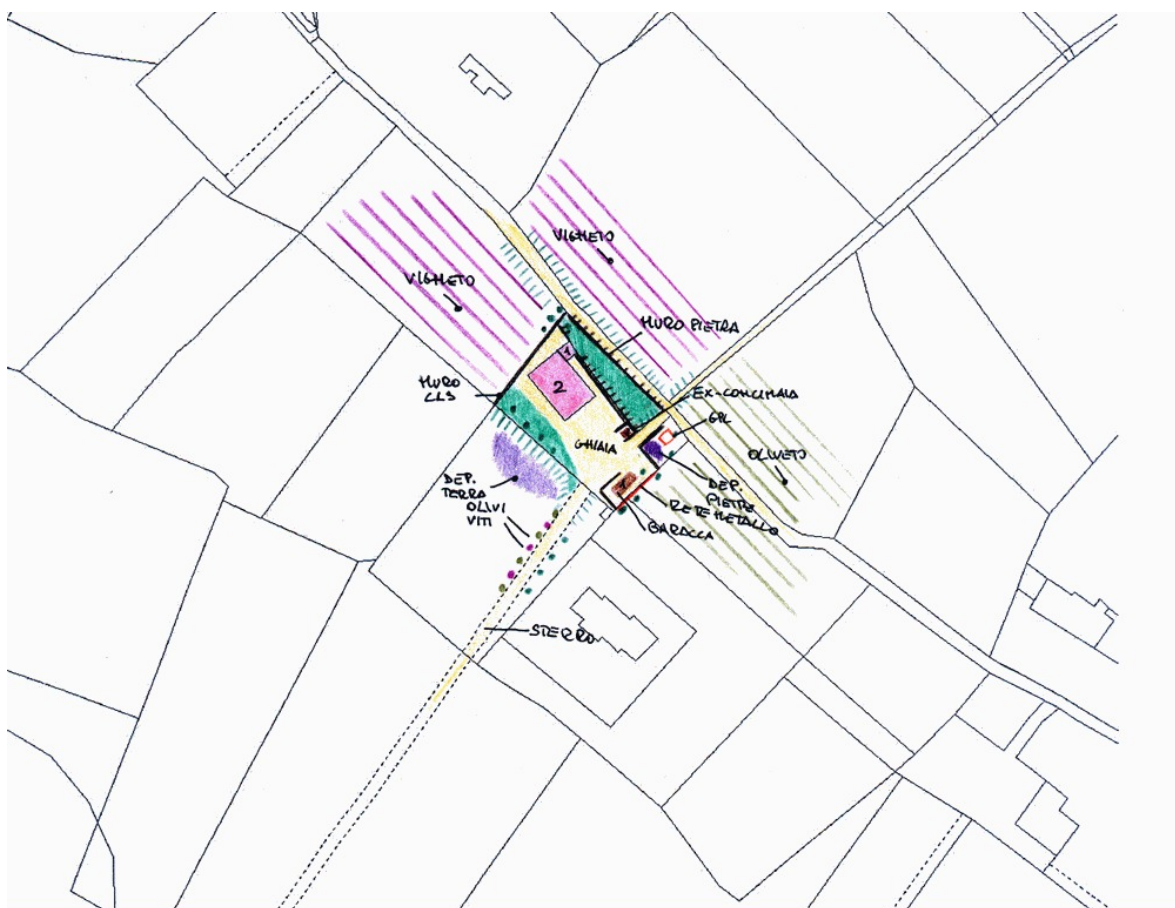 VIGNETO
VIGNETO
MURO PIETRA
1
2
MURO
CLS
EX-CONCIMAIA
GPL
GHIAIA
OLIVETO
DEP.
TERRA
OLIVI
VITI
DEP.
PIETRE
RETE METALLO
BARACCA
STERRO